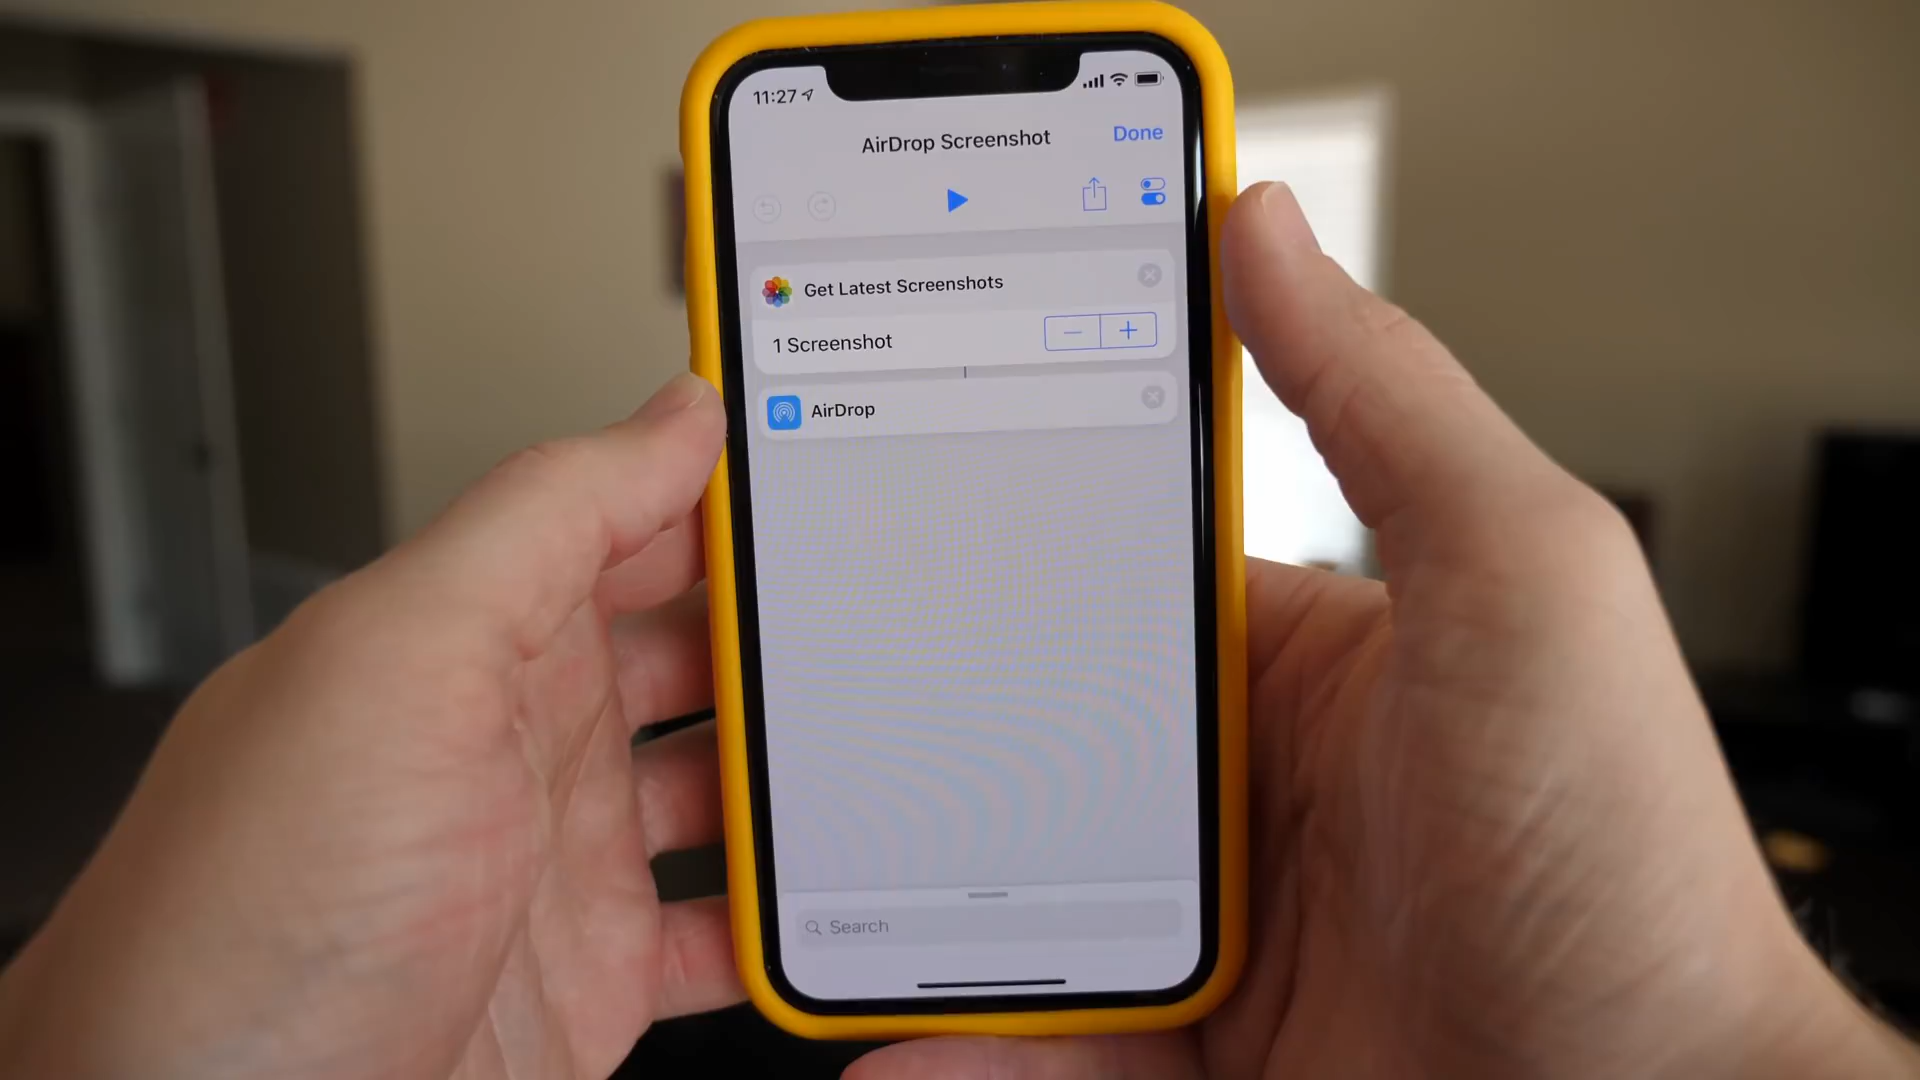 11:27
AirDrop Screenshot
Done
Get Latest Screenshots
1 Screenshot
AirDrop
Search